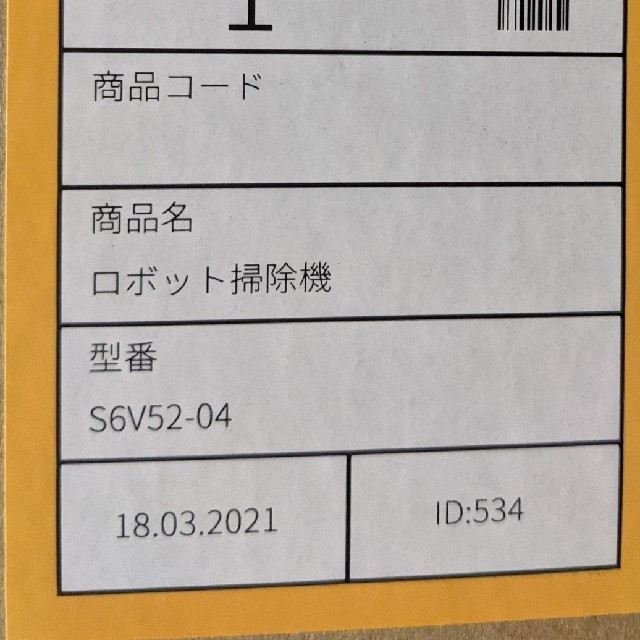 商品コード
商品名
ロボット掃除機
型番
S6V52-04
18.03.2021
ID:534